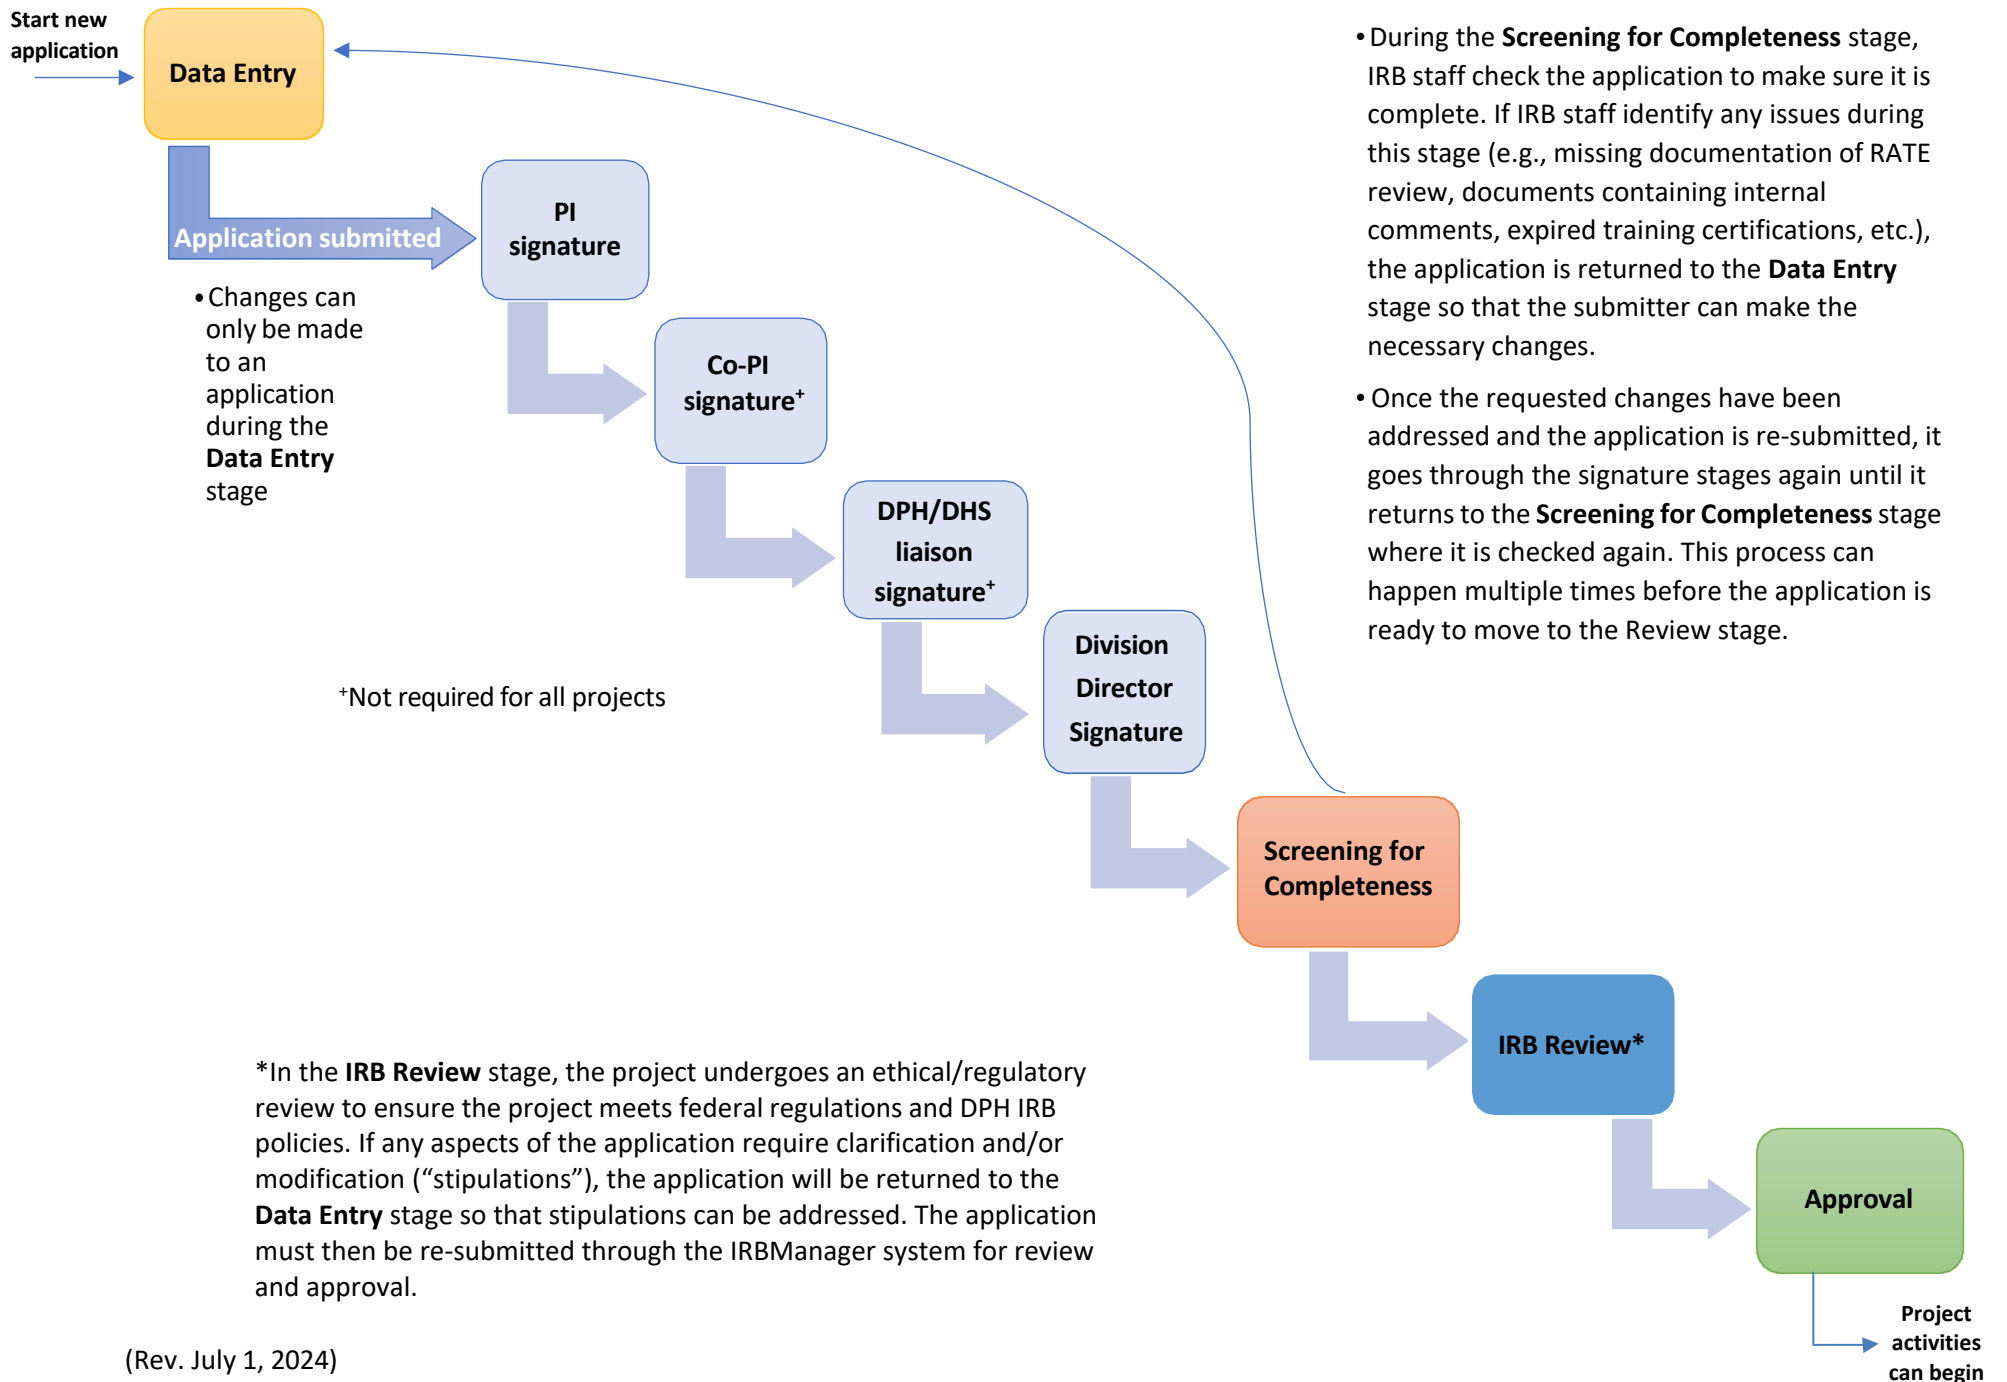 Start new
application
Data Entry
Application submitted
• Changes can
only be made
to an
application
during the
Data Entry
stage
PI
signature
Co-PI
signature+
DPH/DHS
liaison
signature+
Division
Director
Signature
+Not required for all projects
Screening for
Completeness
IRB Review*
Approval
Project
activities
can begin
• During the Screening for Completeness stage,
IRB staff check the application to make sure it is
complete. If IRB staff identify any issues during
this stage (e.g., missing documentation of RATE
review, documents containing internal
comments, expired training certifications, etc.),
the application is returned to the Data Entry
stage so that the submitter can make the
necessary changes.
• Once the requested changes have been
addressed and the application is re-submitted, it
goes through the signature stages again until it
returns to the Screening for Completeness stage
where it is checked again. This process can
happen multiple times before the application is
ready to move to the Review stage.
*In the IRB Review stage, the project undergoes an ethical/regulatory
review to ensure the project meets federal regulations and DPH IRB
policies. If any aspects of the application require clarification and/or
modification (“stipulations”), the application will be returned to the
Data Entry stage so that stipulations can be addressed. The application
must then be re-submitted through the IRBManager system for review
and approval.
(Rev. July 1, 2024)